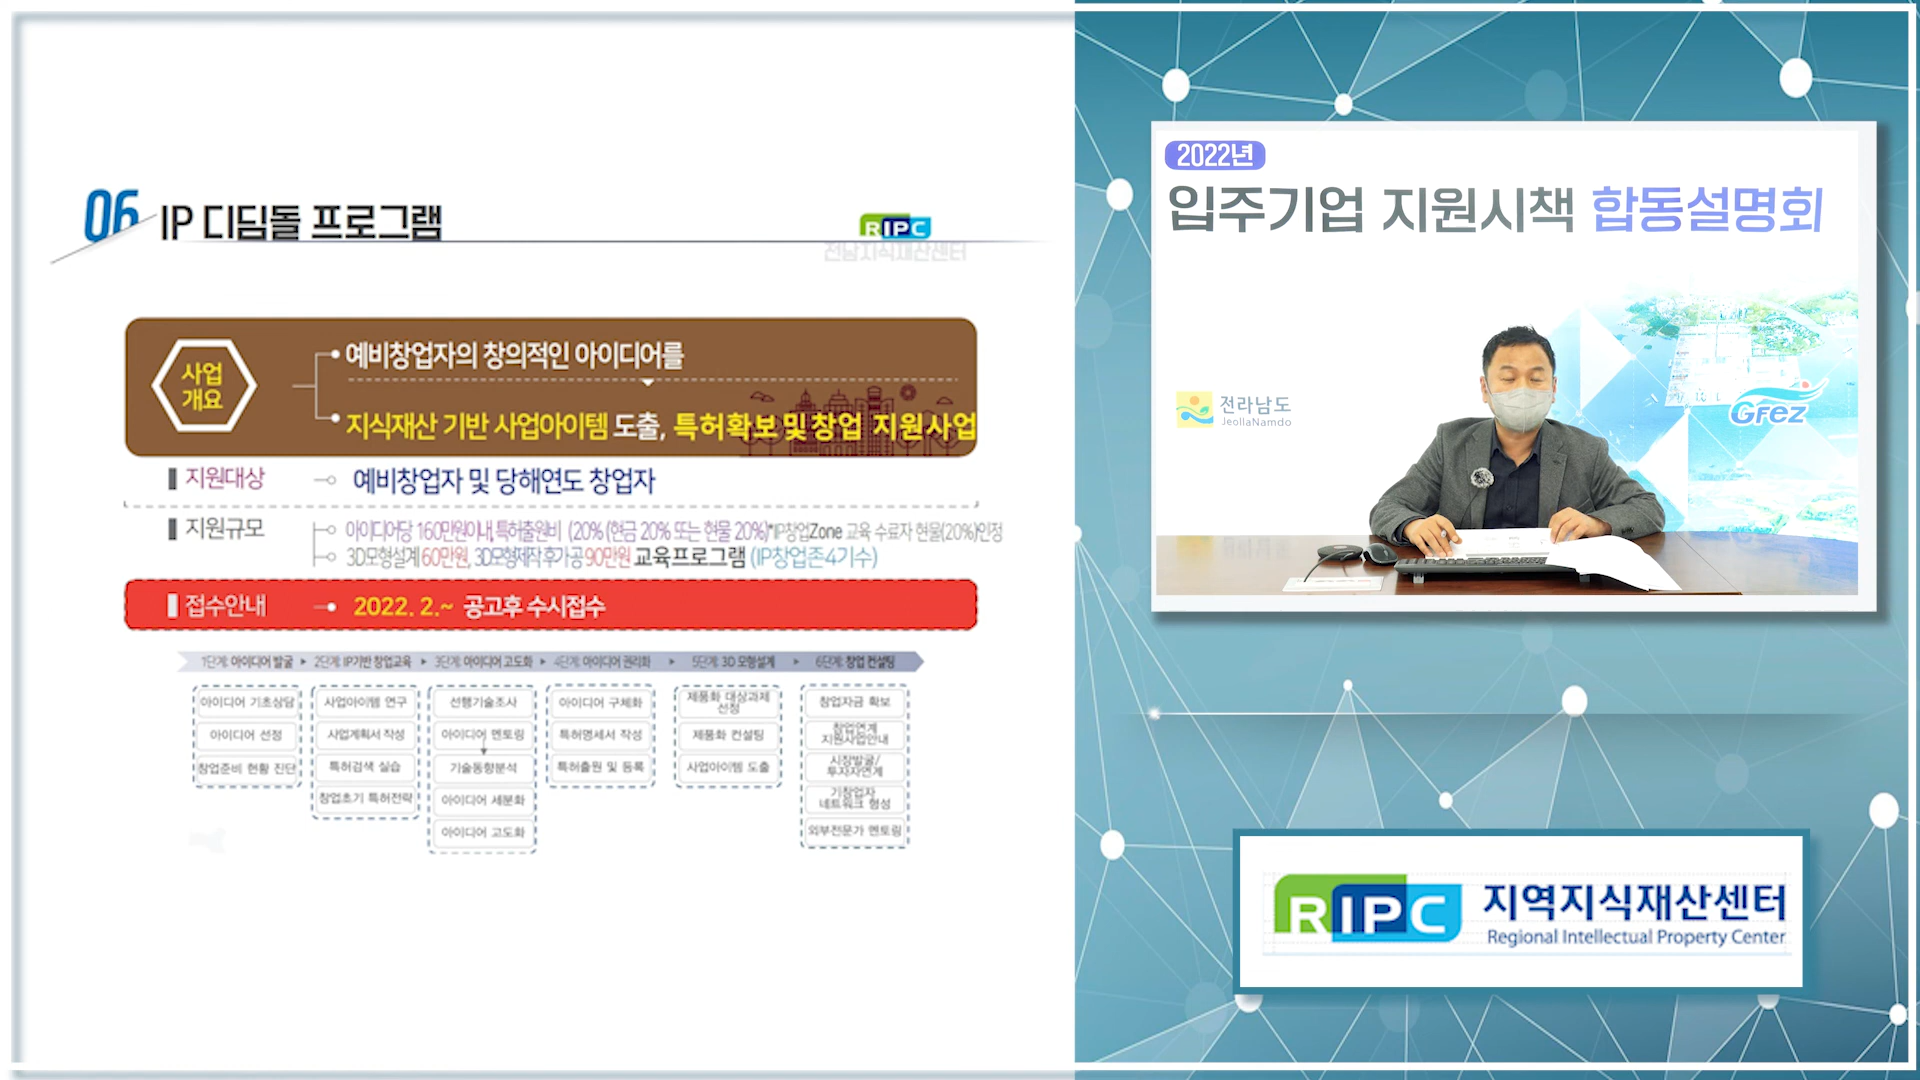 06 IP 디딤돌 프로그램
RIPC
전남지식재산센터
사업
개요
예비창업자의 창의적인 아이디어를
지식재산 기반 사업아이템 도출, 특허확보 및 창업 지원사업
지원대상 예비창업자 및 당해연도 창업자
지원규모 아이디어당 160만원이내, 특허출원비 (20% (현금 20% 또는 현물 20%)*IP창업Zone 교육 수료자 현물(20%)인정
3D모형설계 60만원, 3D모형제작후가공 90만원 교육프로그램 (IP창업존4기수)
접수안내 2022. 2.~ 공고후 수시접수
1단계: 아이디어 발굴 2단계: IP기반 창업교육 3단계: 아이디어 고도화 4단계: 아이디어 권리화 5단계: 3D 모형설계 6단계: 창업 컨설팅
아이디어 기초상담
아이디어 선정
창업준비 현황 진단
사업아이템 연구
사업계획서 작성
특허검색 실습
창업초기 특허전략
선행기술조사
아이디어 멘토링
기술동향분석
아이디어 세분화
아이디어 고도화
아이디어 구체화
특허명세서 작성
특허출원 및 등록
제품화 대상과제
선정
제품화 컨설팅
사업아이템 도출
창업자금 확보
창업연계
지원사업안내
시장발굴/
투자자연계
기창업자
네트워크 형성
외부전문가 멘토링
2022년
입주기업 지원시책 합동설명회
전라남도
JeollaNamdo
GFEZ
RIPC 지역지식재산센터
Regional Intellectual Property Center